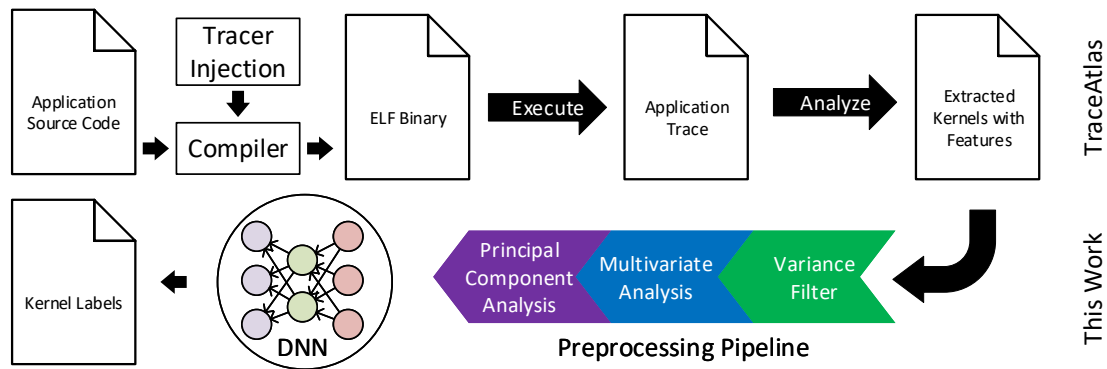 Tracer
Injection
Application
Source Code
Compiler
ELF Binary
Execute
Application
Trace
Analyze
Extracted
Kernels with
Features
TraceAtlas
Kernel Labels
DNN
Principal
Component
Analysis
Multivariate
Analysis
Variance
Filter
Preprocessing Pipeline
This Work